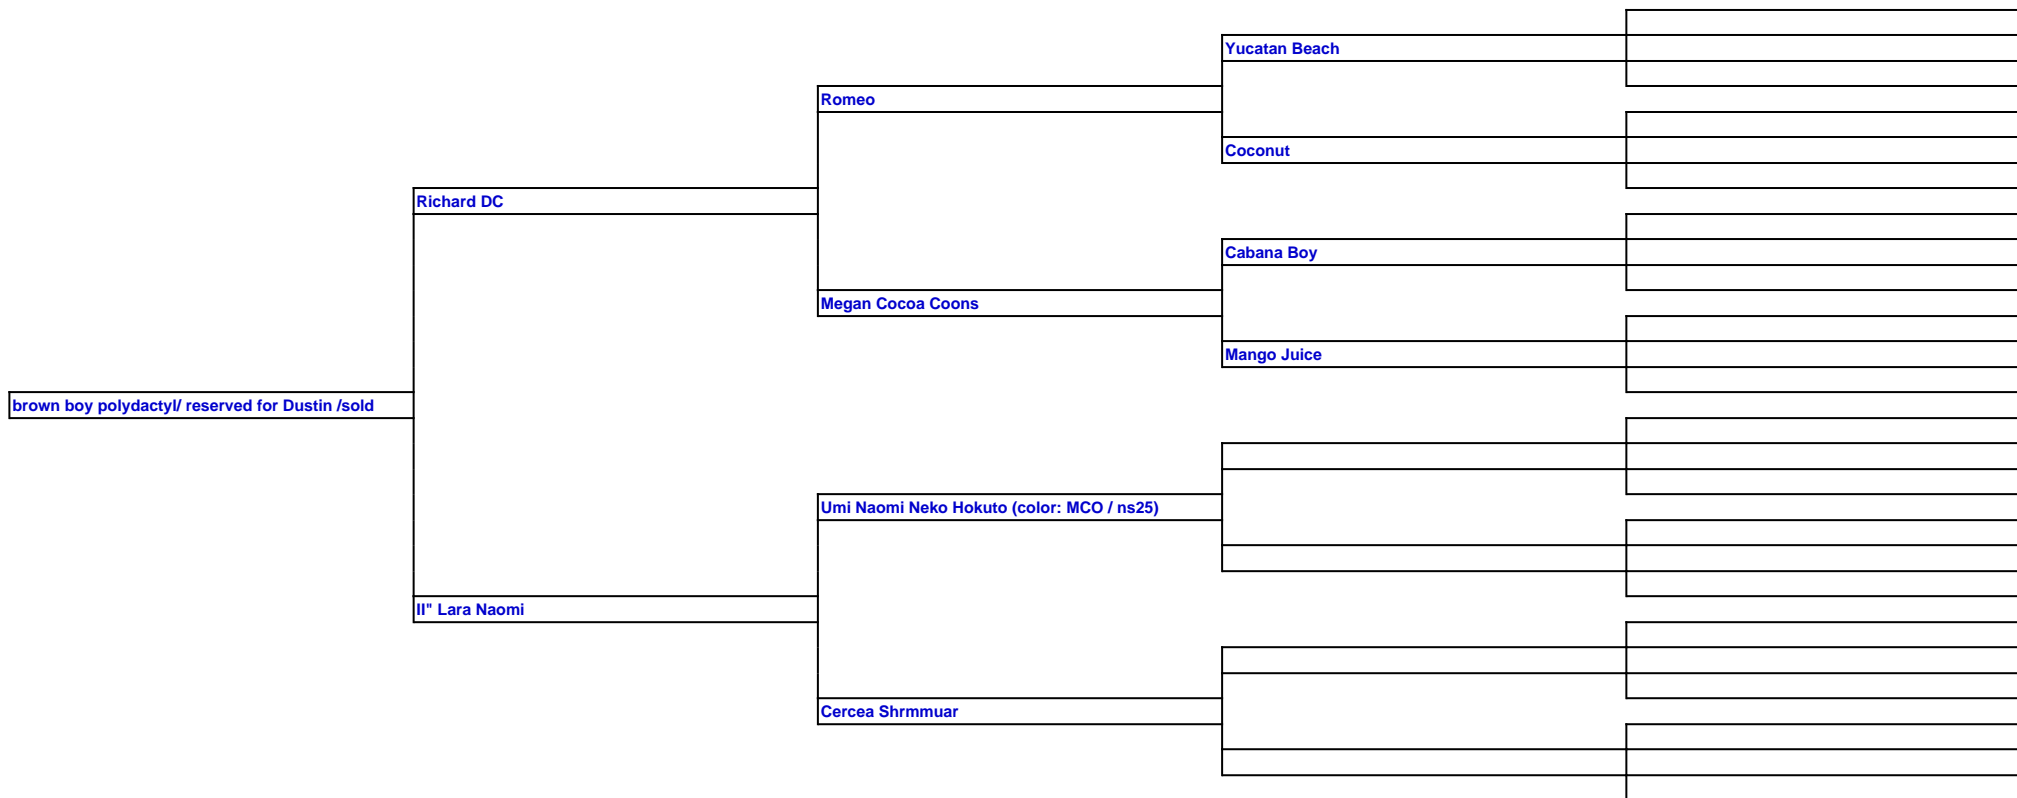 Yucatan Beach
Romeo
Coconut
Richard DC
Cabana Boy
Megan Cocoa Coons
Mango Juice
brown boy polydactyl/ reserved for Dustin /sold
Umi Naomi Neko Hokuto (color: MCO / ns25)
II" Lara Naomi
Cercea Shrmmuar